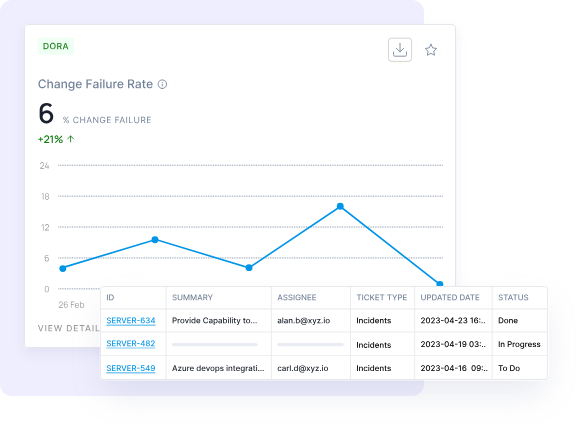 DORA
Change Failure Rate
6 % CHANGE FAILURE
+21% ↑
24
18
12
6
0
26 Feb
VIEW DETAIL
ID SUMMARY ASSIGNEE TICKET TYPE UPDATED DATE STATUS
SERVER-634 Provide Capability to... alan.b@xyz.io Incidents 2023-04-23 16:.. Done
SERVER-482 Incidents 2023-04-19 03:.. In Progress
SERVER-549 Azure devops integrati... carl.d@xyz.io Incidents 2023-04-16 09:.. To Do